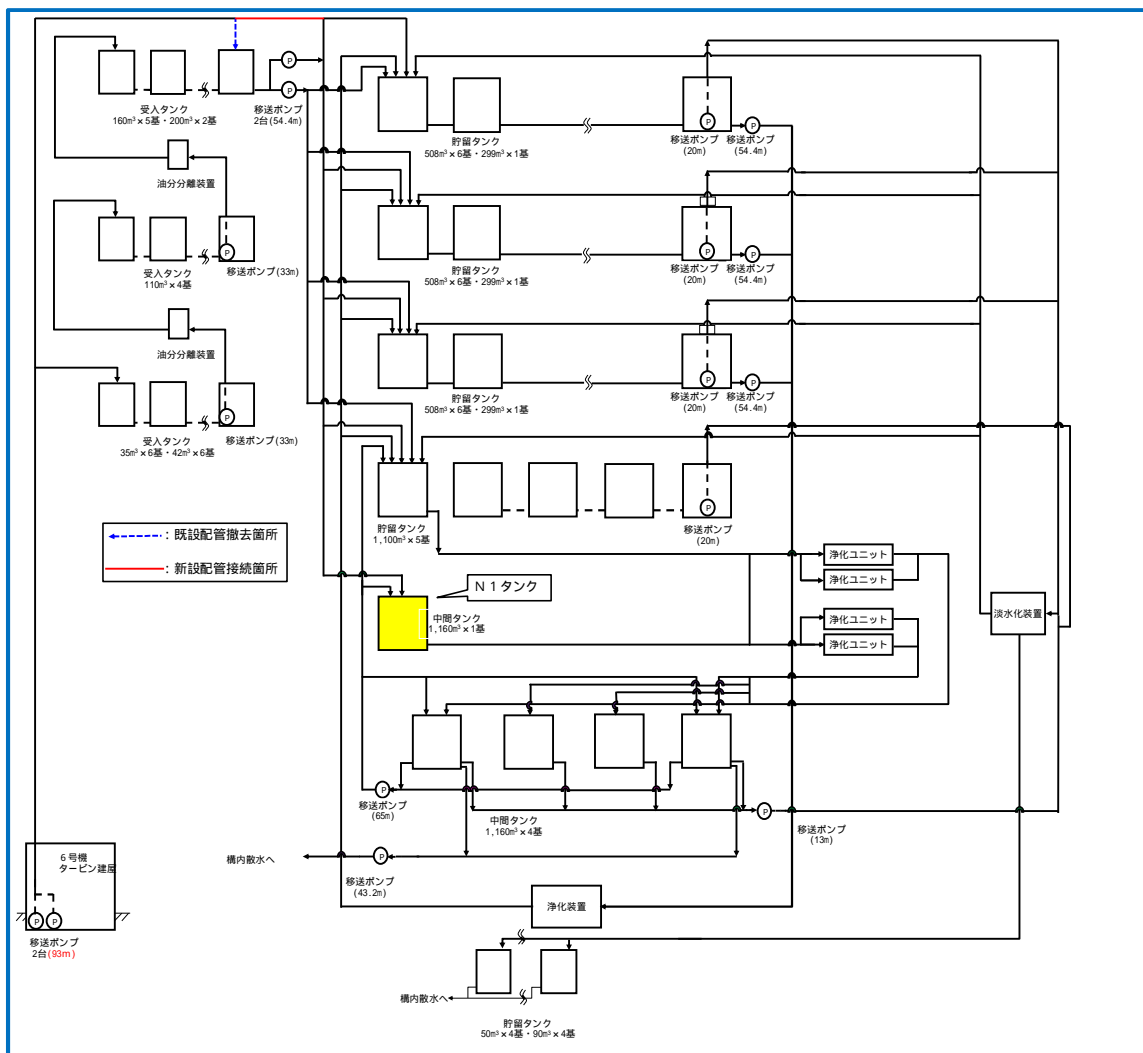 受入タンク
160m³×5基・200m³×2基
P
P
移送ポンプ
2台(54.4m)
貯留タンク
508m³×6基・299m³×1基
P
移送ポンプ
(20m)
P
移送ポンプ
(54.4m)
油分分離装置
受入タンク
110m³×4基
P
移送ポンプ(33m)
貯留タンク
508m³×6基・299m³×1基
P
移送ポンプ
(20m)
P
移送ポンプ
(54.4m)
油分分離装置
受入タンク
35m³×6基・42m³×6基
P
移送ポンプ(33m)
貯留タンク
508m³×6基・299m³×1基
P
移送ポンプ
(20m)
P
移送ポンプ
(54.4m)
貯留タンク
1,100m³×5基
P
移送ポンプ
(20m)
：既設配管撤去箇所
：新設配管接続箇所
N1タンク
中間タンク
1,160m³×1基
浄化ユニット
浄化ユニット
浄化ユニット
浄化ユニット
淡水化装置
P
移送ポンプ
(65m)
中間タンク
1,160m³×4基
P
移送ポンプ
(13m)
構内散水へ
P
移送ポンプ
(43.2m)
6号機
タービン建屋
P
P
移送ポンプ
2台(93m)
浄化装置
構内散水へ
貯留タンク
50m³×4基・90m³×4基